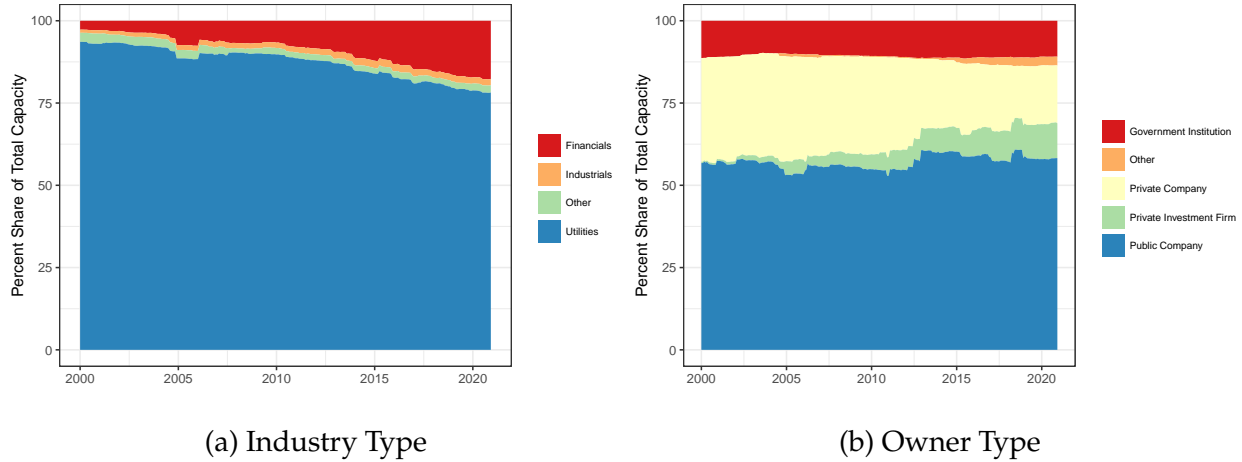 Percent Share of Total Capacity
100
75
50
25
0
2000 2005 2010 2015 2020
Financials
Industrials
Other
Utilities
(a) Industry Type
Percent Share of Total Capacity
100
75
50
25
0
2000 2005 2010 2015 2020
Government Institution
Other
Private Company
Private Investment Firm
Public Company
(b) Owner Type